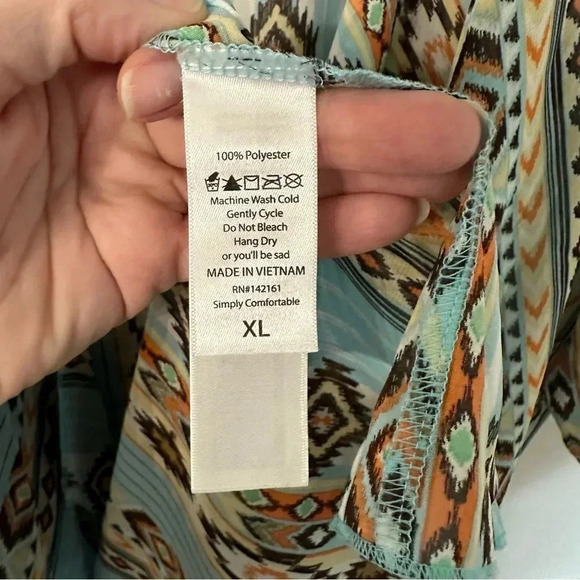 100% Polyester
Machine Wash Cold
Gently Cycle
Do Not Bleach
Hang Dry
or you'll be sad
MADE IN VIETNAM
RN#142161
Simply Comfortable
XL